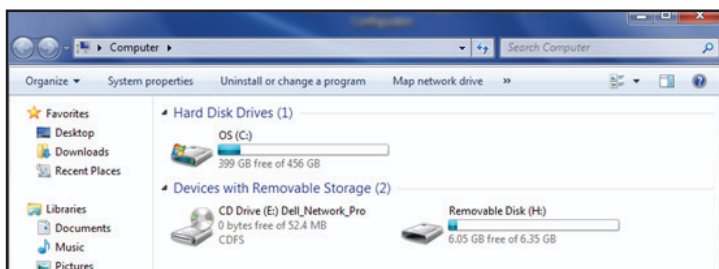 Computer
Search Computer
Organize
System properties
Uninstall or change a program
Map network drive
»
Favorites
Desktop
Downloads
Recent Places
Libraries
Documents
Music
Pictures
Hard Disk Drives (1)
OS (C:)
399 GB free of 456 GB
Devices with Removable Storage (2)
CD Drive (E:) Dell_Network_Pro
0 bytes free of 52.4 MB
CDFS
Removable Disk (H:)
6.05 GB free of 6.35 GB